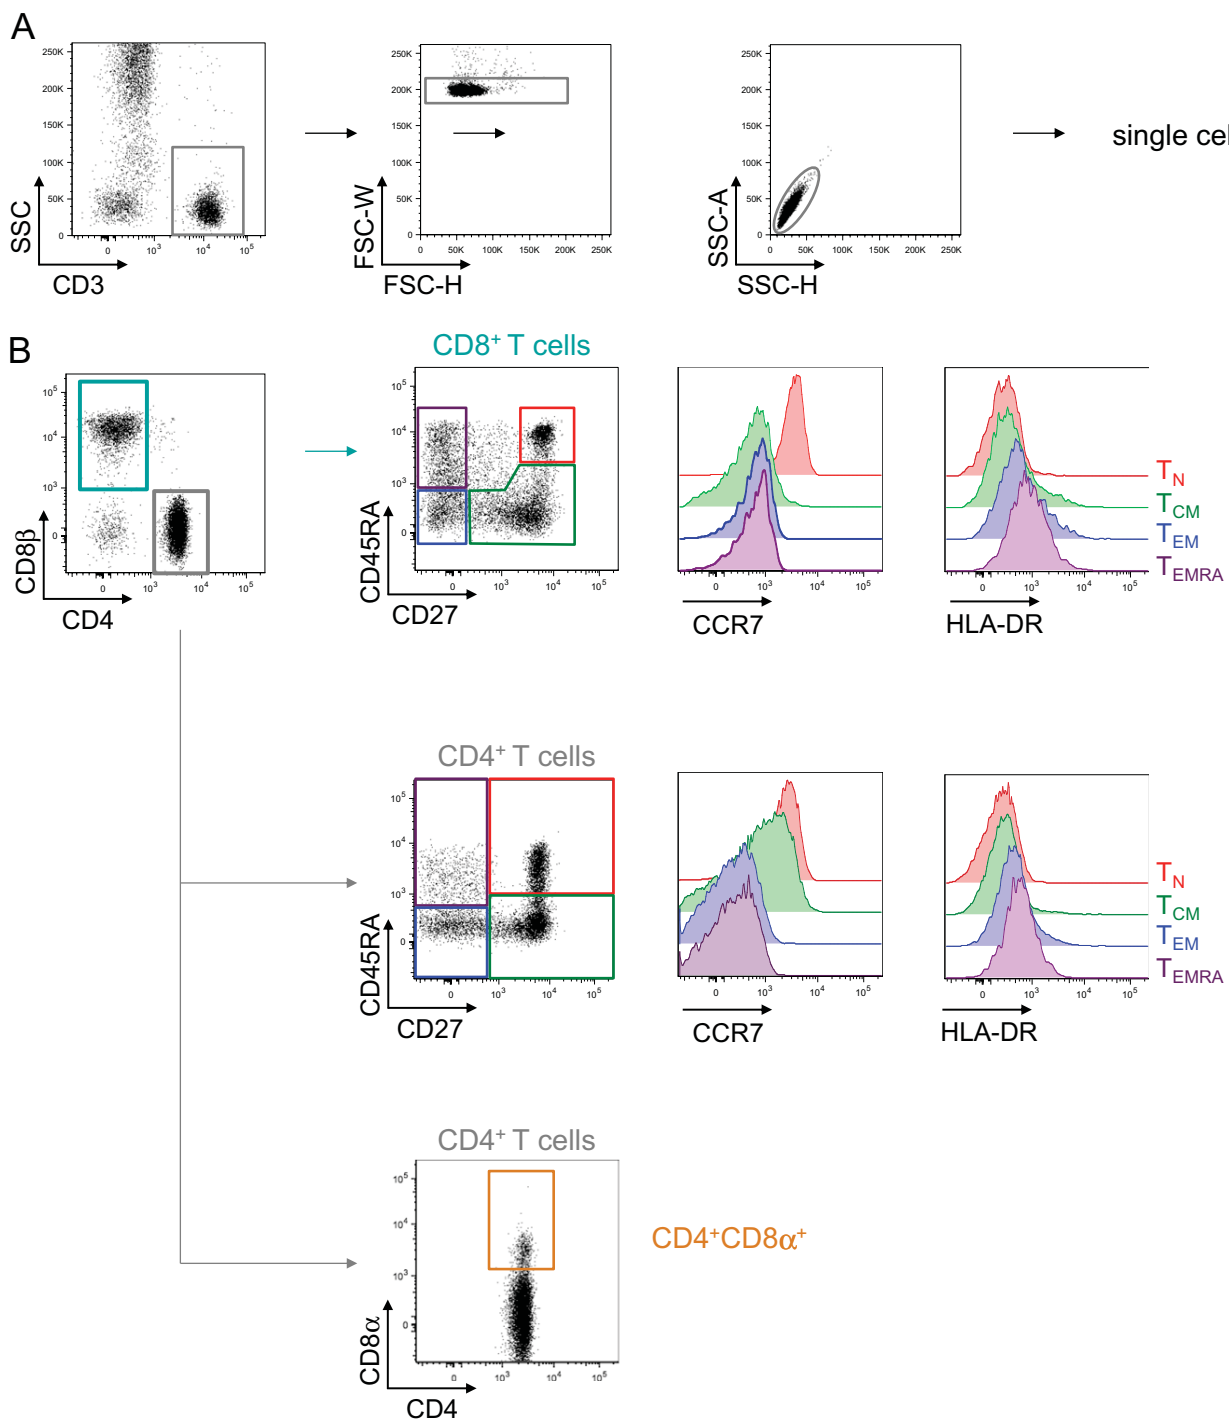 A
250K
200K
150K
100K
50K
0
SSC
0 10³ 10⁴ 10⁵
CD3
250K
200K
150K
100K
50K
0
FSC-W
0 50K 100K 150K 200K 250K
FSC-H
250K
200K
150K
100K
50K
0
SSC-A
0 50K 100K 150K 200K 250K
SSC-H
single cel
B
10⁵
10⁴
10³
0
CD8β
0 10³ 10⁴ 10⁵
CD4
CD8⁺ T cells
10⁵
10⁴
10³
0
CD45RA
0 10³ 10⁴ 10⁵
CD27
0 10³ 10⁴ 10⁵
CCR7
0 10³ 10⁴ 10⁵
HLA-DR
T_N
T_CM
T_EM
T_EMRA
CD4⁺ T cells
10⁵
10⁴
10³
0
CD45RA
0 10³ 10⁴ 10⁵
CD27
0 10³ 10⁴ 10⁵
CCR7
0 10³ 10⁴ 10⁵
HLA-DR
T_N
T_CM
T_EM
T_EMRA
CD4⁺ T cells
10⁵
10⁴
10³
0
CD8α
0 10³ 10⁴ 10⁵
CD4
CD4⁺CD8α⁺